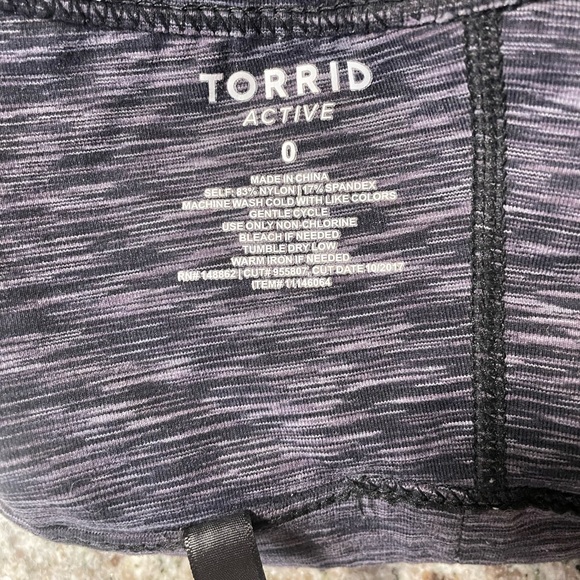 TORRID
ACTIVE
0
MADE IN CHINA
SELF: 83% NYLON | 17% SPANDEX
MACHINE WASH COLD WITH LIKE COLORS
GENTLE CYCLE
USE ONLY NON-CHLORINE
BLEACH IF NEEDED
TUMBLE DRY LOW
WARM IRON IF NEEDED
RN# 148862 | CUT# 955867, CUT DATE 10/2017
ITEM# 11146064